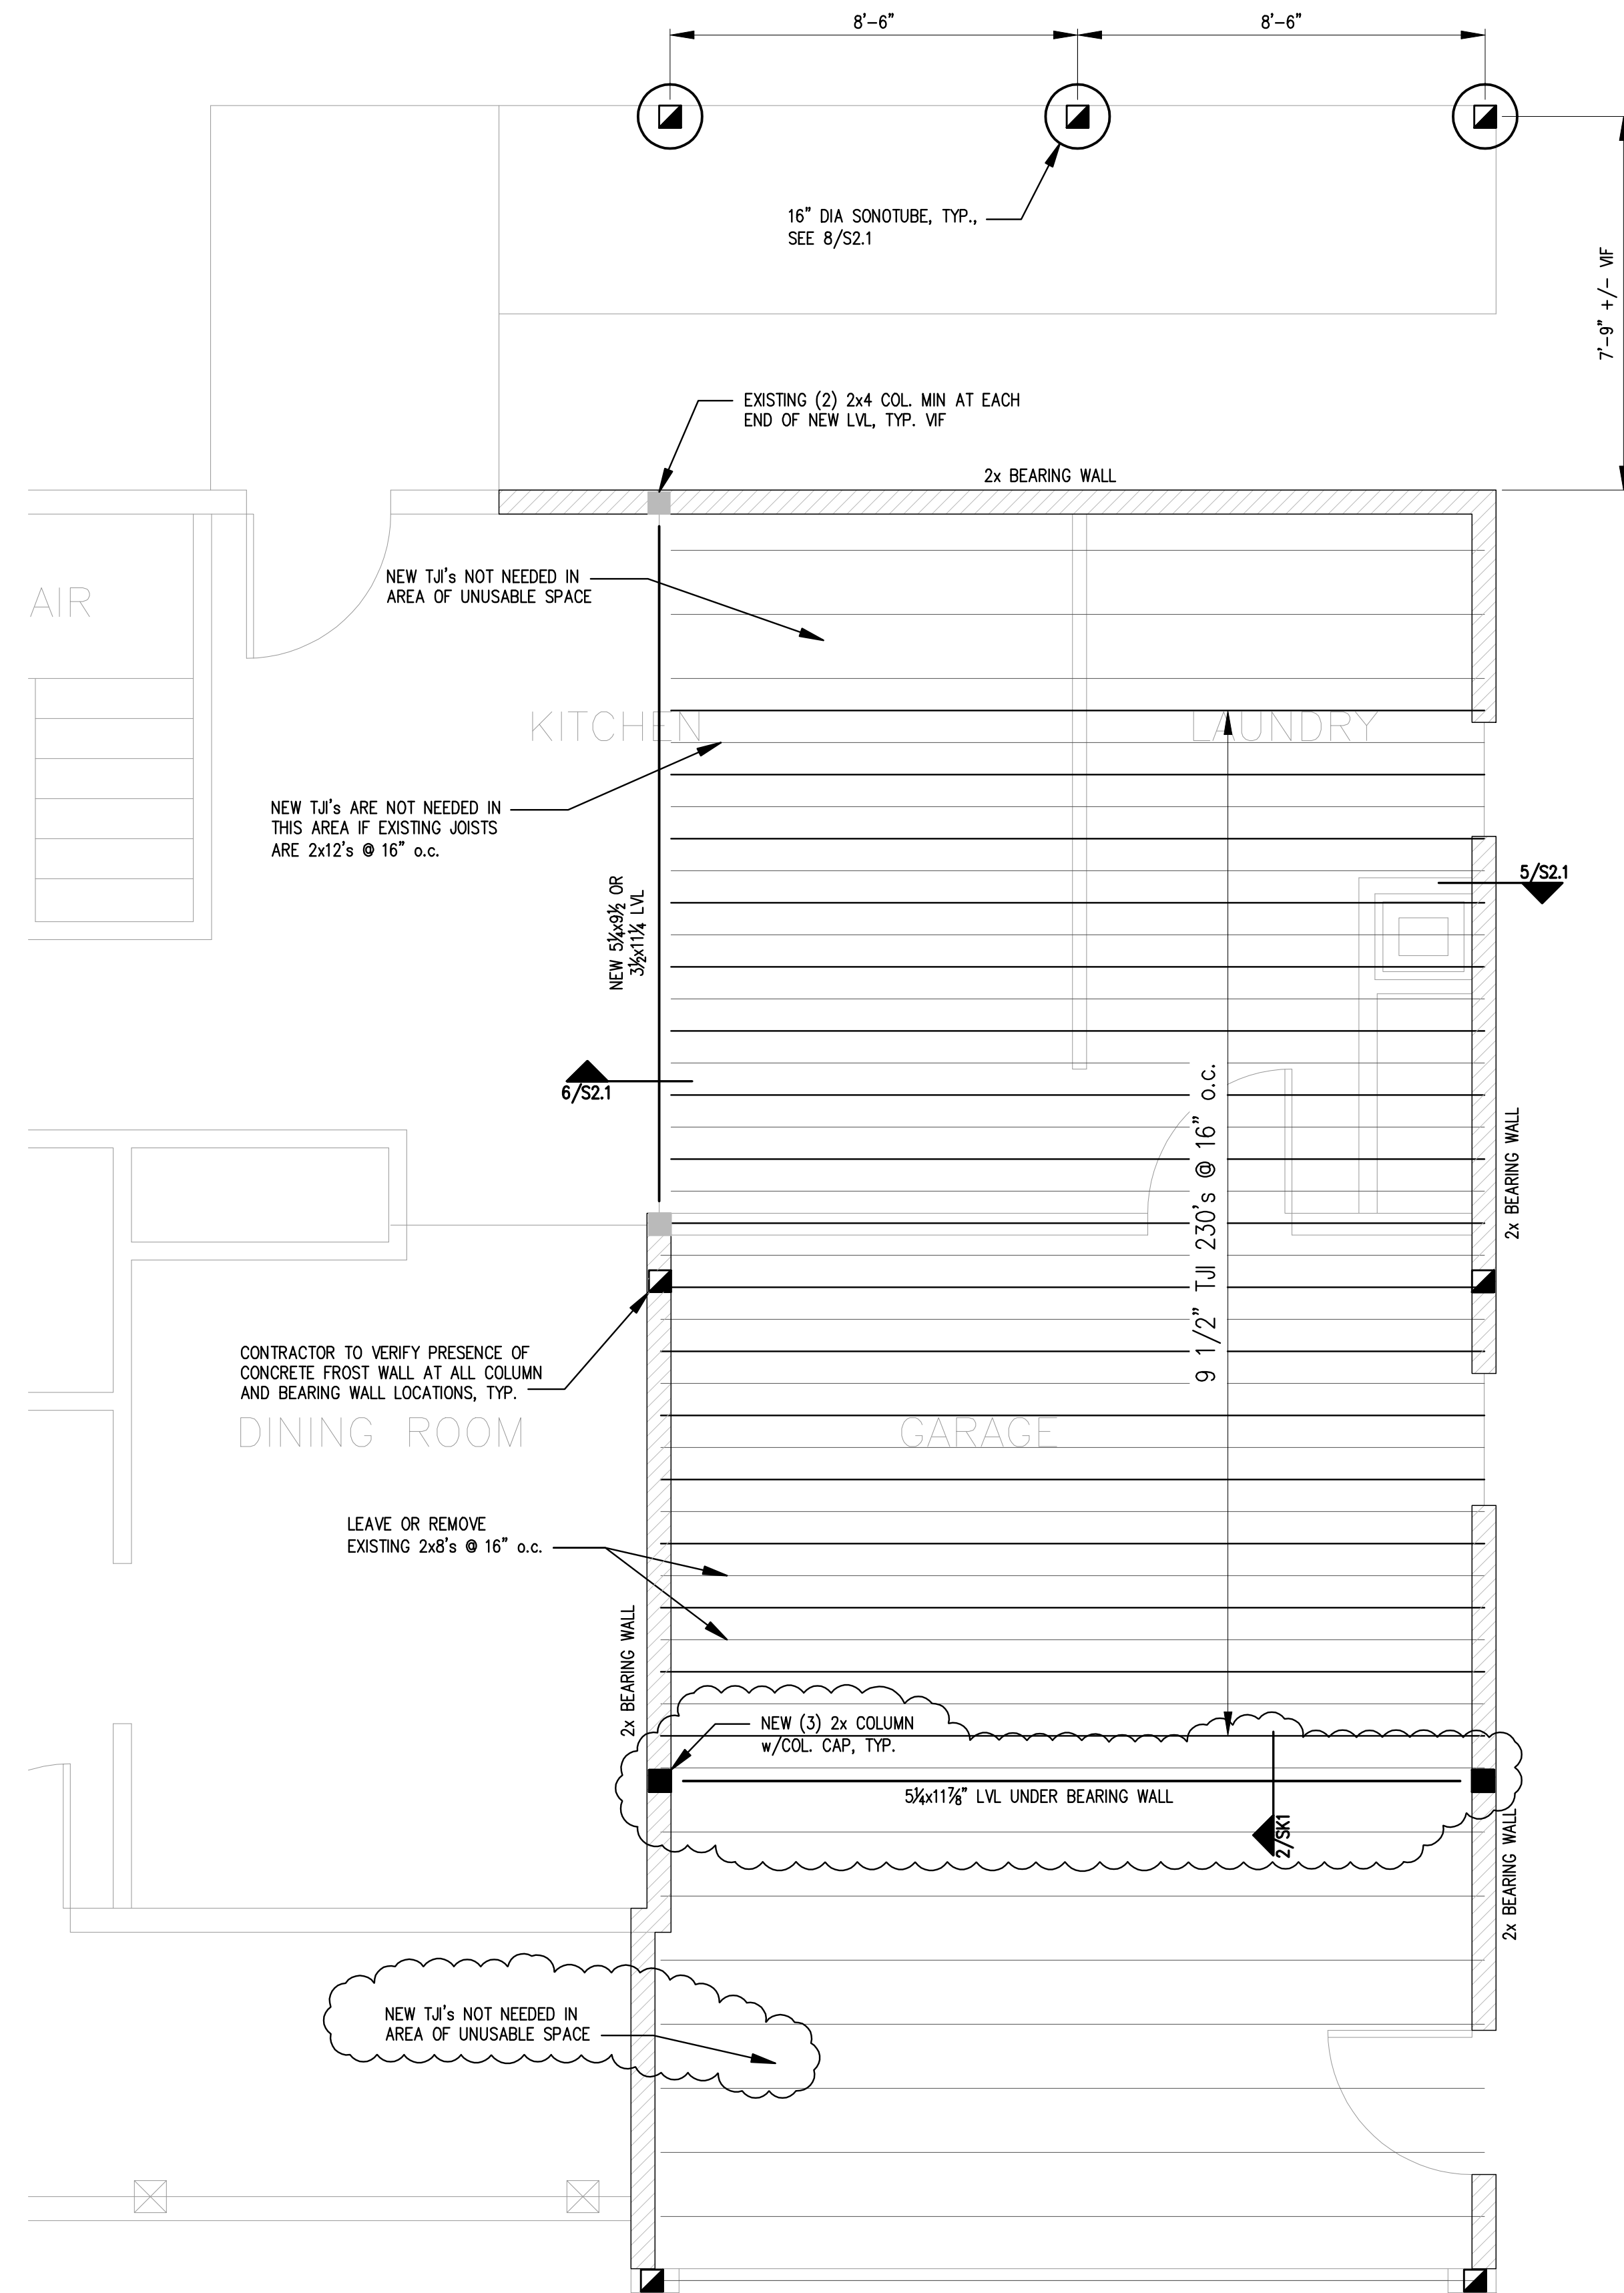 8'-6"
8'-6"
16" DIA SONOTUBE, TYP.,
SEE 8/S2.1
7'-9" +/- VIF
EXISTING (2) 2x4 COL. MIN AT EACH
END OF NEW LVL, TYP. VIF
2x BEARING WALL
NEW TJI's NOT NEEDED IN
AREA OF UNUSABLE SPACE
AIR
KITCHEN
LAUNDRY
NEW TJI's ARE NOT NEEDED IN
THIS AREA IF EXISTING JOISTS
ARE 2x12's @ 16" o.c.
5/S2.1
NEW 5¼x9½ OR
3½x11¼ LVL
6/S2.1
9 1/2" TJI 230's @ 16" o.c.
2x BEARING WALL
CONTRACTOR TO VERIFY PRESENCE OF
CONCRETE FROST WALL AT ALL COLUMN
AND BEARING WALL LOCATIONS, TYP.
DINING ROOM
GARAGE
LEAVE OR REMOVE
EXISTING 2x8's @ 16" o.c.
2x BEARING WALL
NEW (3) 2x COLUMN
w/COL. CAP, TYP.
5¼x11⅞" LVL UNDER BEARING WALL
2/SK1
2x BEARING WALL
NEW TJI's NOT NEEDED IN
AREA OF UNUSABLE SPACE